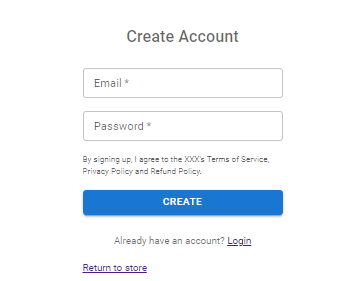 Create Account
Email *
Password *
By signing up, I agree to the XXX's Terms of Service,
Privacy Policy and Refund Policy.
CREATE
Already have an account? Login
Return to store